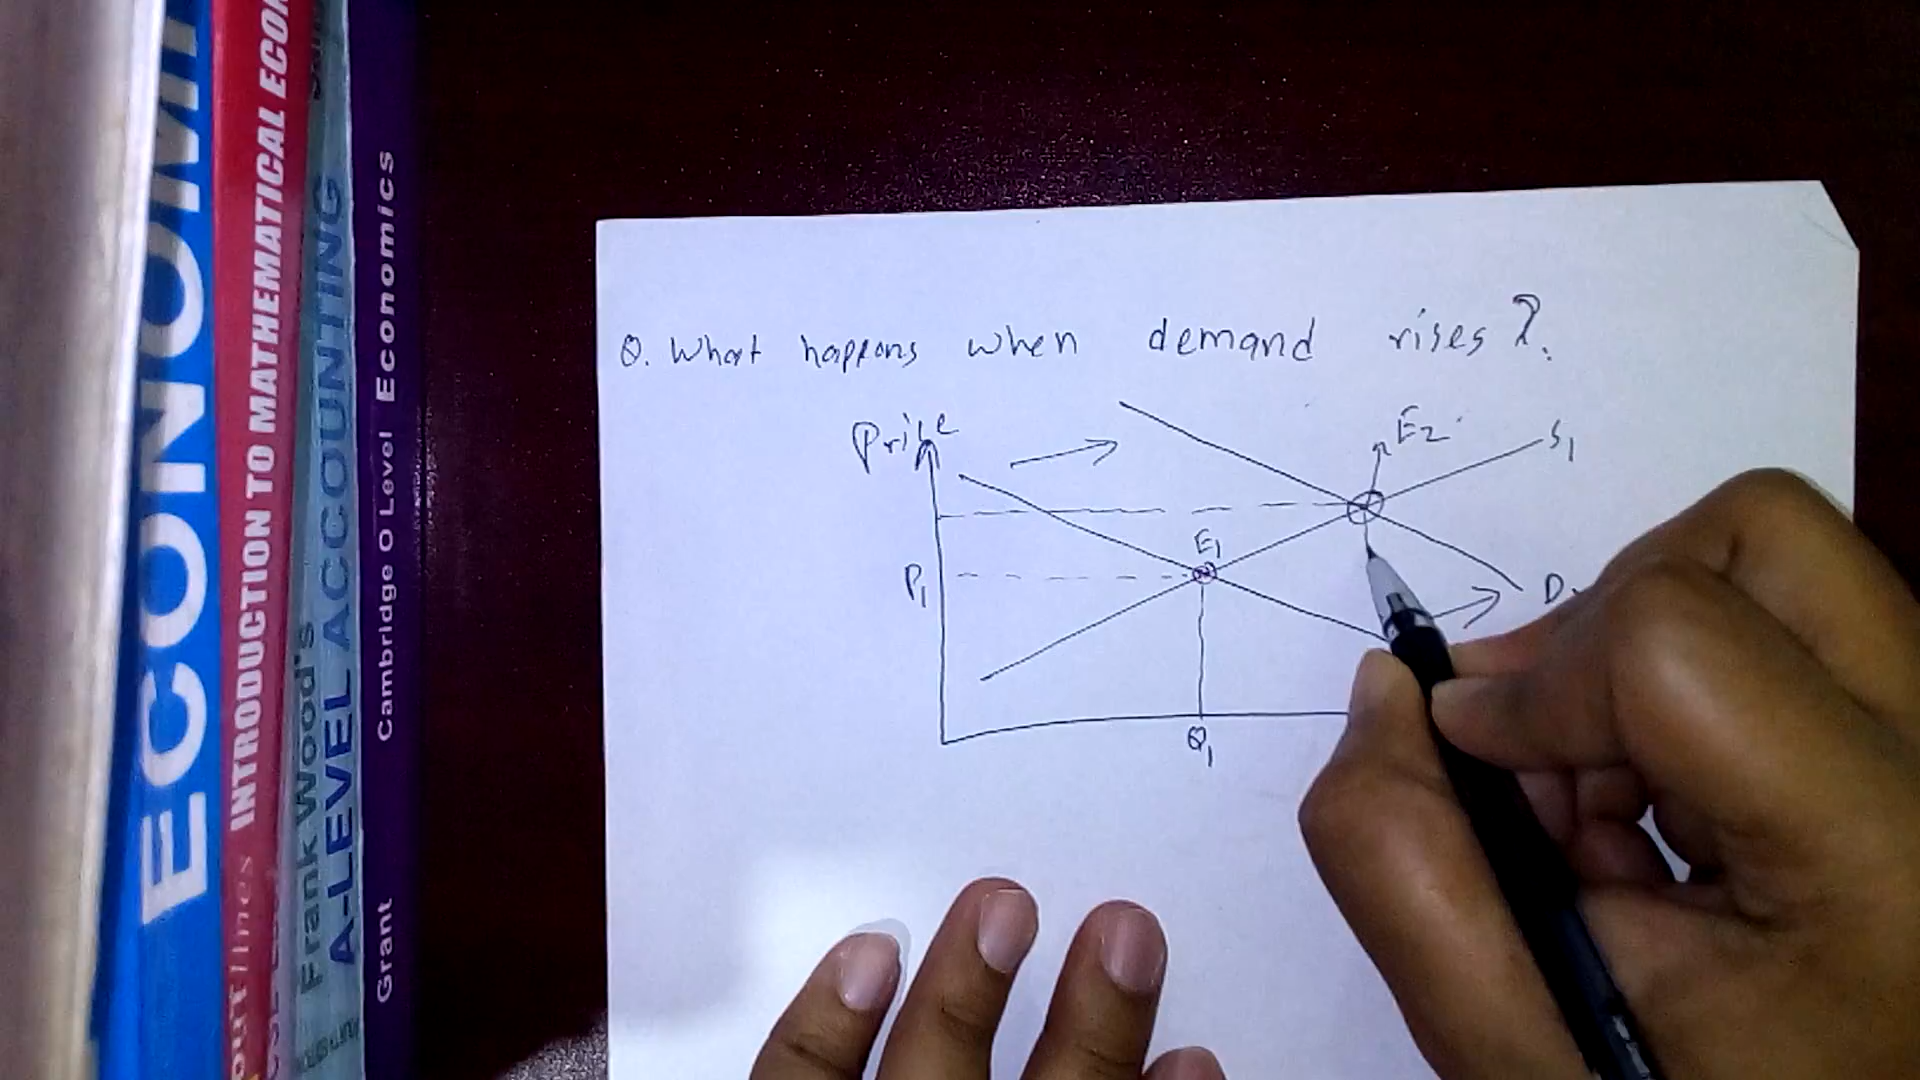 ECONOMI
INTRODUCTION TO MATHEMATICAL ECON
Frank Wood's
A-LEVEL ACCOUNTING
Grant Cambridge O Level Economics
Q. What happens when demand rises?
Price
E2
S1
E1
P1
D
Q1